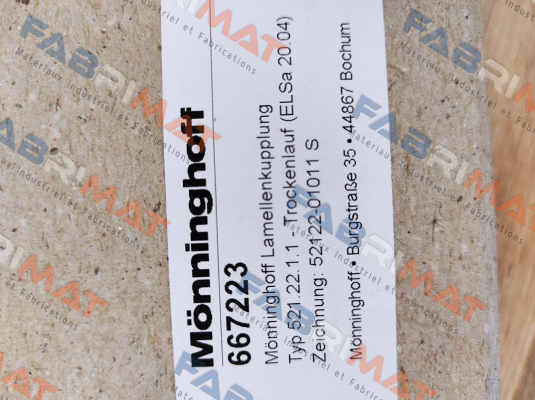 Mönninghoff
667223
Mönninghoff Lamellenkupplung
Typ 521.22.1.1 - Trockenlauf (ELSa 20.04)
Zeichnung: 52122-01011 S
Mönninghoff • Burgstraße 35 • 44867 Bochum
FABRIMAT
Materiaux Industriel et Fabrications